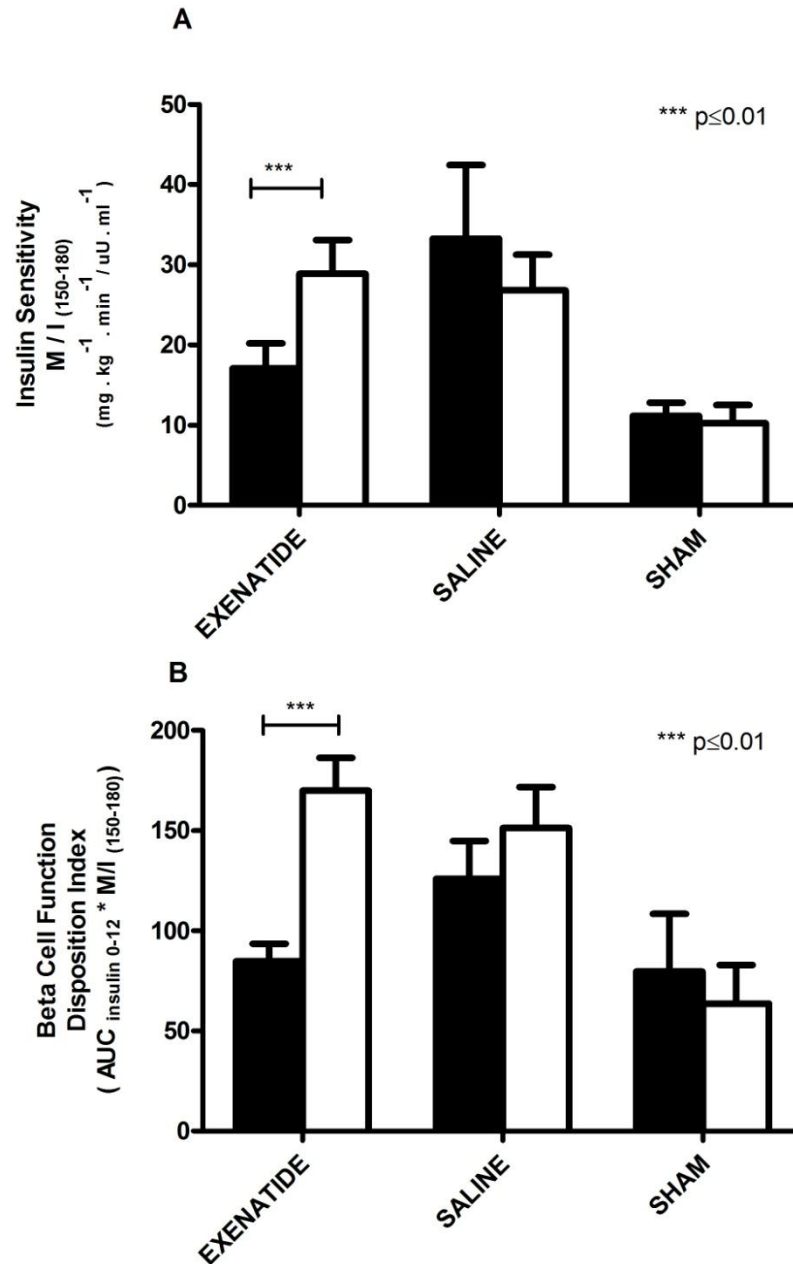 A
50
40
30
20
10
0
Insulin Sensitivity
M / I (150-180)
(mg . kg⁻¹ . min⁻¹ / uU . ml⁻¹)
***
*** p≤0.01
EXENATIDE
SALINE
SHAM
B
200
150
100
50
0
Beta Cell Function
Disposition Index
( AUC insulin 0-12 * M/I (150-180))
***
*** p≤0.01
EXENATIDE
SALINE
SHAM